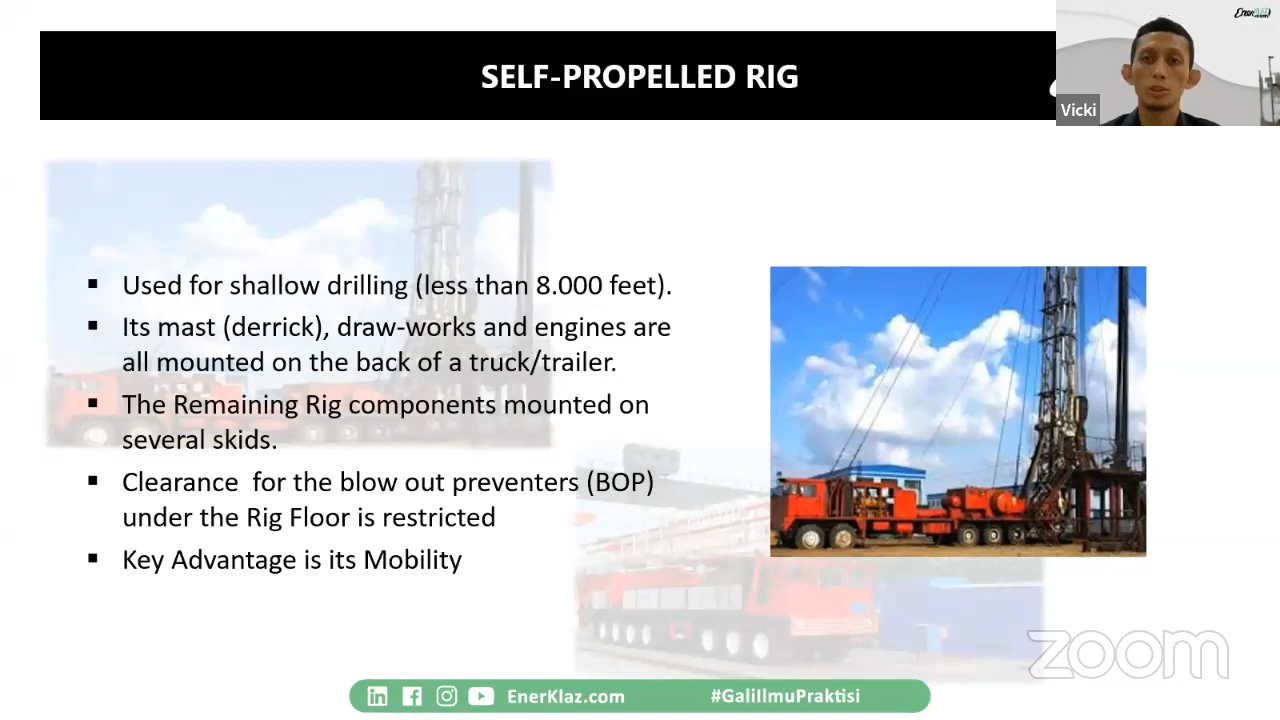 EnerKLAZ
.com
SELF-PROPELLED RIG
Vicki
▪ Used for shallow drilling (less than 8.000 feet).
▪ Its mast (derrick), draw-works and engines are
all mounted on the back of a truck/trailer.
▪ The Remaining Rig components mounted on
several skids.
▪ Clearance for the blow out preventers (BOP)
under the Rig Floor is restricted
▪ Key Advantage is its Mobility
zoom
EnerKlaz.com #GaliIlmuPraktisi